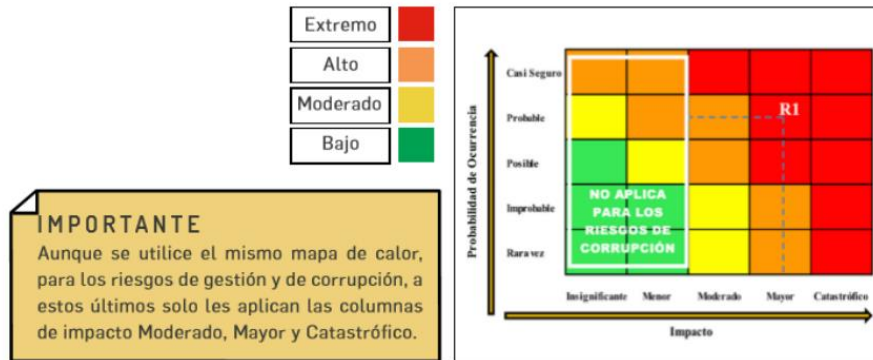 Extremo
Alto
Moderado
Bajo
IMPORTANTE
Aunque se utilice el mismo mapa de calor,
para los riesgos de gestión y de corrupción, a
estos últimos solo les aplican las columnas
de impacto Moderado, Mayor y Catastrófico.
Probabilidad de Ocurrencia
Casi Seguro
Probable
Posible
Improbable
Rara vez
R1
NO APLICA
PARA LOS
RIESGOS DE
CORRUPCIÓN
Insignificante Menor Moderado Mayor Catastrófico
Impacto